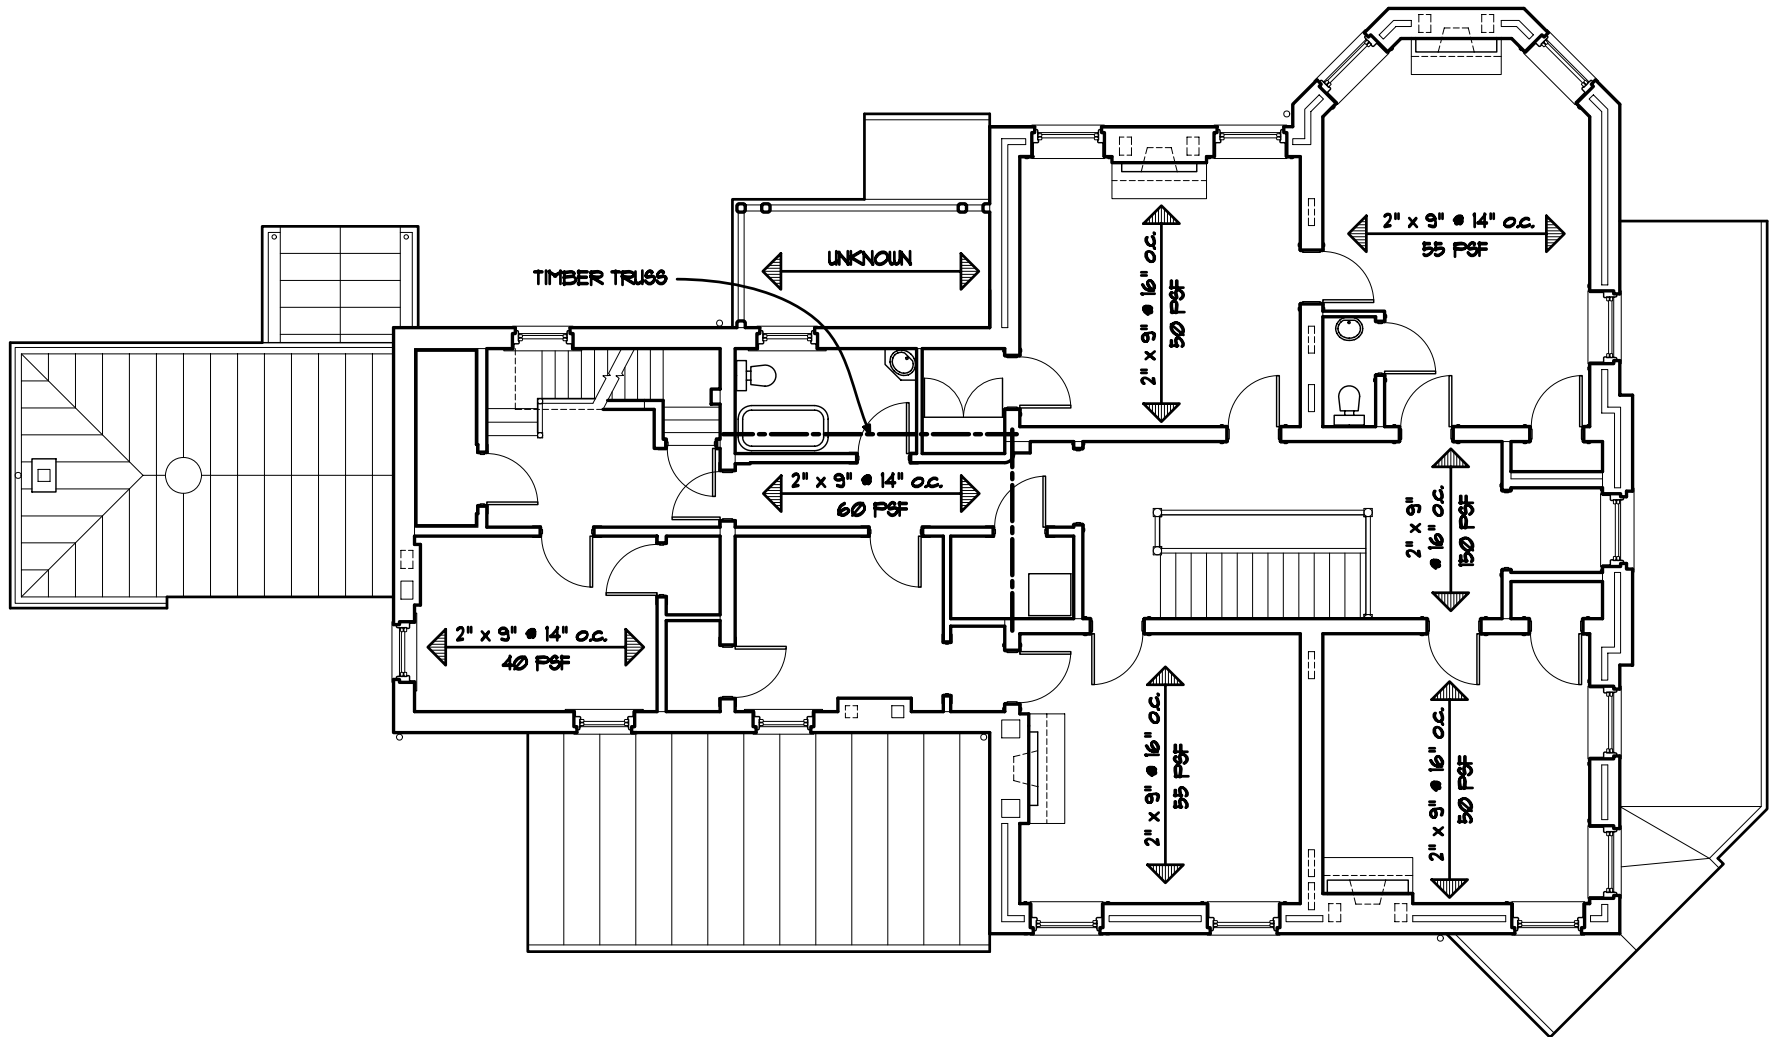 2" x 9" @ 14" o.c.
55 PSF
UNKNOWN
TIMBER TRUSS
2" x 9" @ 16" o.c.
50 PSF
2" x 9" @ 14" o.c.
60 PSF
2" x 9"
@ 16" o.c.
150 PSF
2" x 9" @ 14" o.c.
40 PSF
2" x 9" @ 16" o.c.
55 PSF
2" x 9" @ 16" o.c.
50 PSF